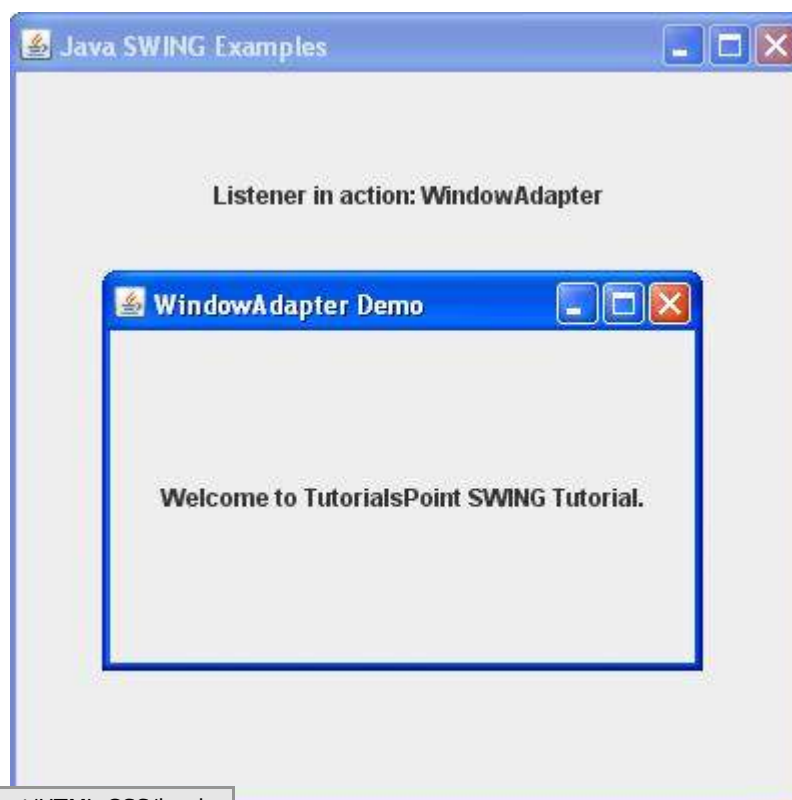 Java SWING Examples
Listener in action: WindowAdapter
WindowAdapter Demo
Welcome to TutorialsPoint SWING Tutorial.